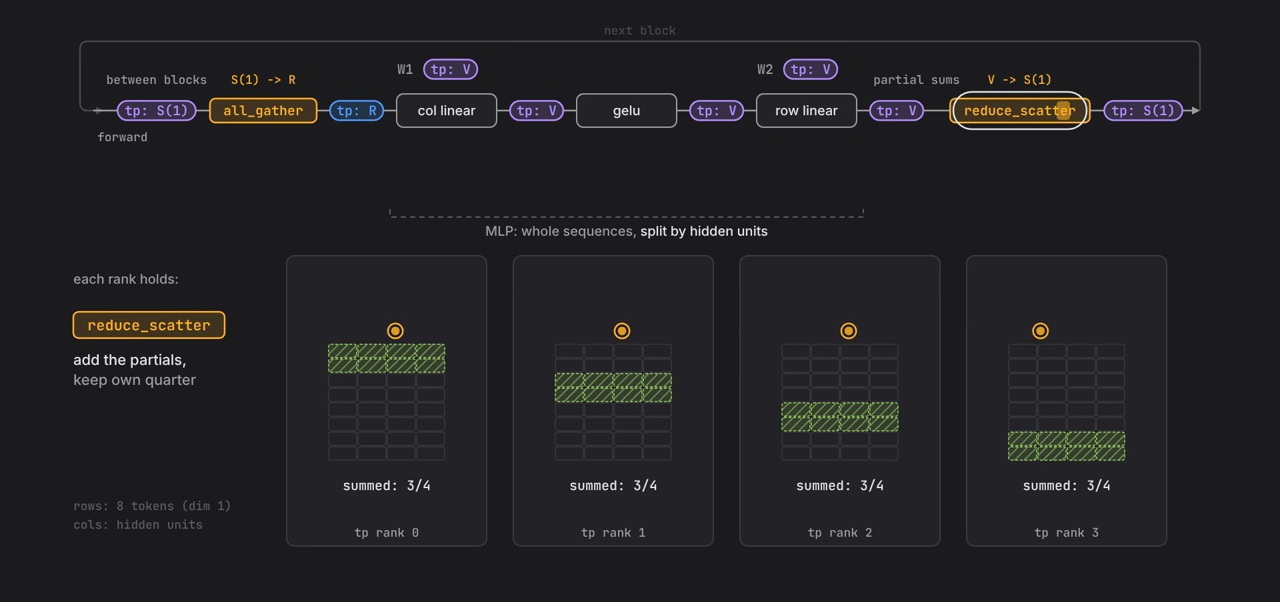 next block
between blocks
S(1) -> R
W1
tp: V
W2
tp: V
partial sums
V -> S(1)
tp: S(1)
all_gather
tp: R
col linear
tp: V
gelu
tp: V
row linear
tp: V
reduce_scatter
tp: S(1)
forward
MLP: whole sequences, split by hidden units
each rank holds:
reduce_scatter
add the partials,
keep own quarter
rows: 8 tokens (dim 1)
cols: hidden units
summed: 3/4
tp rank 0
summed: 3/4
tp rank 1
summed: 3/4
tp rank 2
summed: 3/4
tp rank 3